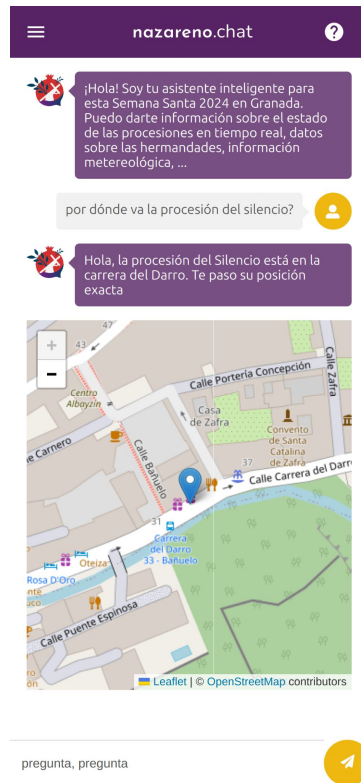 nazareno.chat
¡Hola! Soy tu asistente inteligente para
esta Semana Santa 2024 en Granada.
Puedo darte información sobre el estado
de las procesiones en tiempo real, datos
sobre las hermandades, información
metereológica, ...
por dónde va la procesión del silencio?
Hola, la procesión del Silencio está en la
carrera del Darro. Te paso su posición
exacta
+
−
47
43
Calle Portería Concepción
Calle Zafra
Centro
Albayzín
Casa
de Zafra
Convento
de Santa
Catalina
de Zafra
e Carnero
Calle Bañuelo
37
Calle Carrera del Darr
31
Carrera
del Darro
33 - Bañuelo
Oteiza
Rosa D'Oro
Calle Puente Espinosa
Leaflet | © OpenStreetMap contributors
pregunta, pregunta